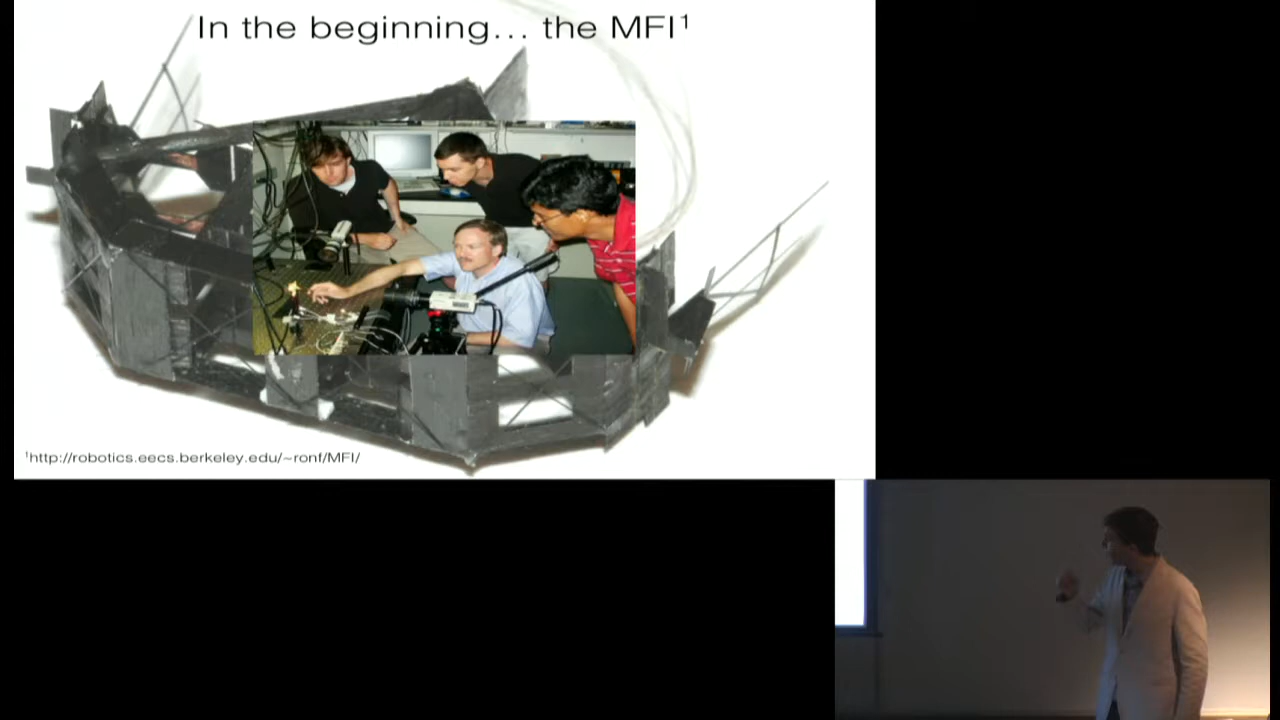 In the beginning... the MFI¹
¹http://robotics.eecs.berkeley.edu/~ronf/MFI/